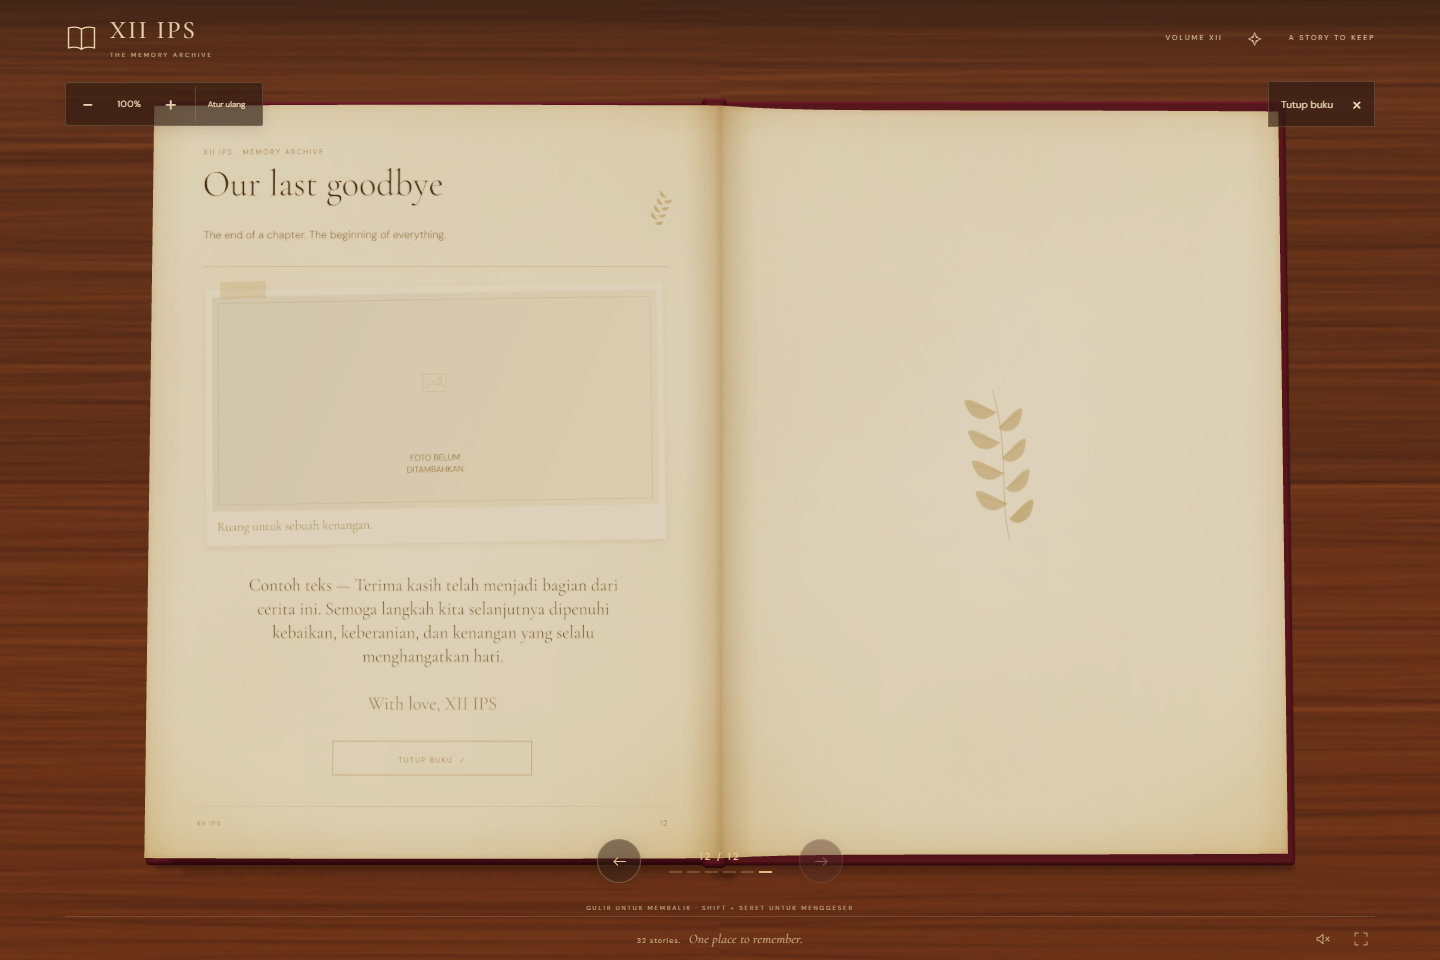 XII IPS
THE MEMORY ARCHIVE
VOLUME XII
A STORY TO KEEP
− 100% + Atur ulang
Tutup buku ×
XII IPS MEMORY ARCHIVE
Our last goodbye
The end of a chapter. The beginning of everything.
FOTO BELUM
DITAMBAHKAN
Ruang untuk sebuah kenangan.
Contoh teks — Terima kasih telah menjadi bagian dari
cerita ini. Semoga langkah kita selanjutnya dipenuhi
kebaikan, keberanian, dan kenangan yang selalu
menghangatkan hati.
With love, XII IPS
TUTUP BUKU ✓
XII IPS
12
← 12 / 12 →
GULIR UNTUK MEMBALIK · SHIFT + SERET UNTUK MENGGESER
32 stories. One place to remember.